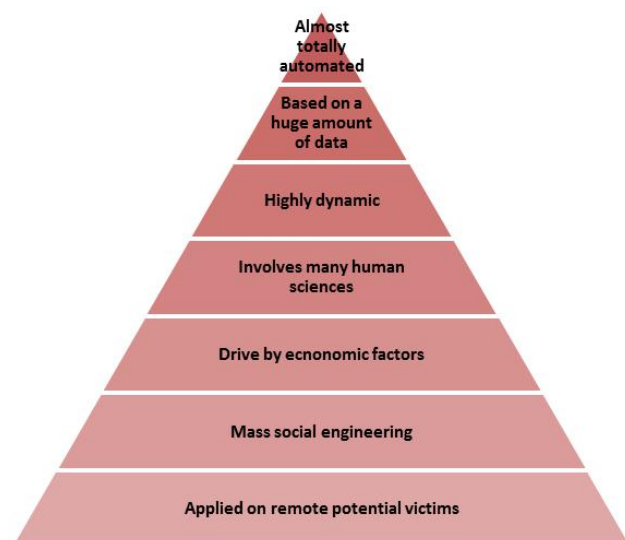 Almost
totally
automated
Based on a
huge amount
of data
Highly dynamic
Involves many human
sciences
Drive by ecnonomic factors
Mass social engineering
Applied on remote potential victims